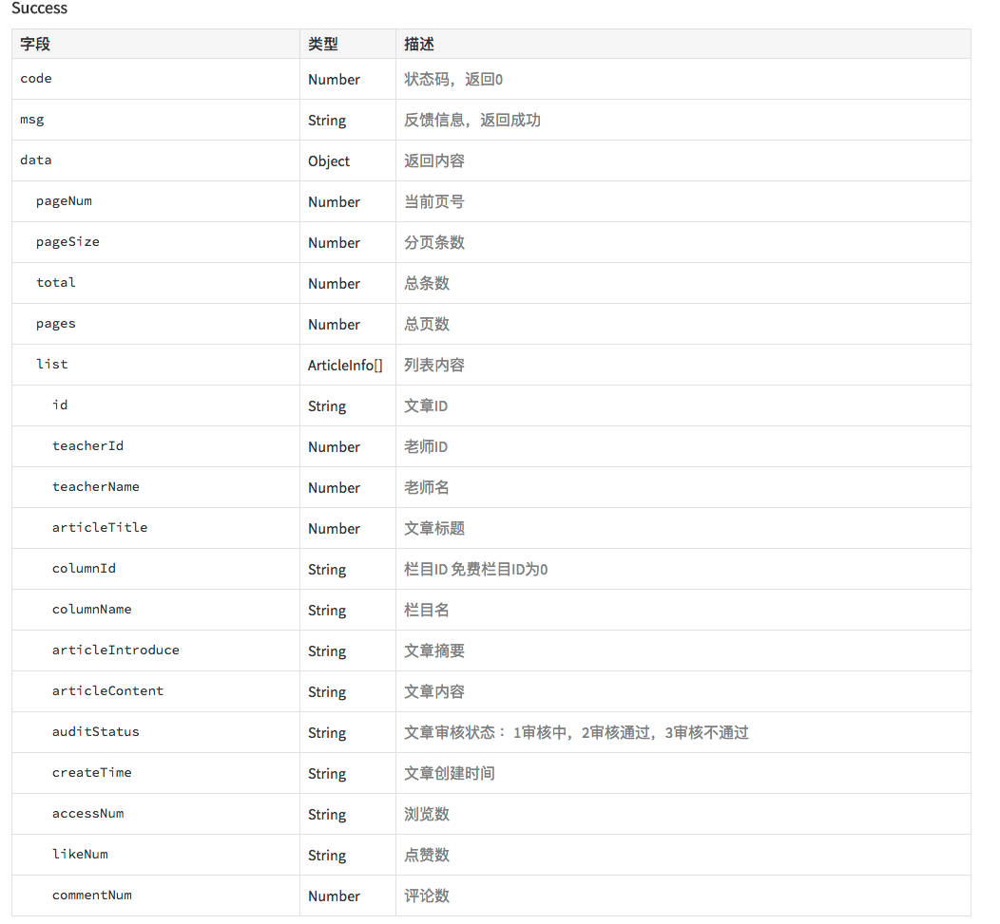 Success
字段 类型 描述
code Number 状态码，返回0
msg String 反馈信息，返回成功
data Object 返回内容
pageNum Number 当前页号
pageSize Number 分页条数
total Number 总条数
pages Number 总页数
list ArticleInfo[] 列表内容
id String 文章ID
teacherId Number 老师ID
teacherName Number 老师名
articleTitle Number 文章标题
columnId String 栏目ID 免费栏目ID为0
columnName String 栏目名
articleIntroduce String 文章摘要
articleContent String 文章内容
auditStatus String 文章审核状态：1审核中，2审核通过，3审核不通过
createTime String 文章创建时间
accessNum String 浏览数
likeNum String 点赞数
commentNum Number 评论数